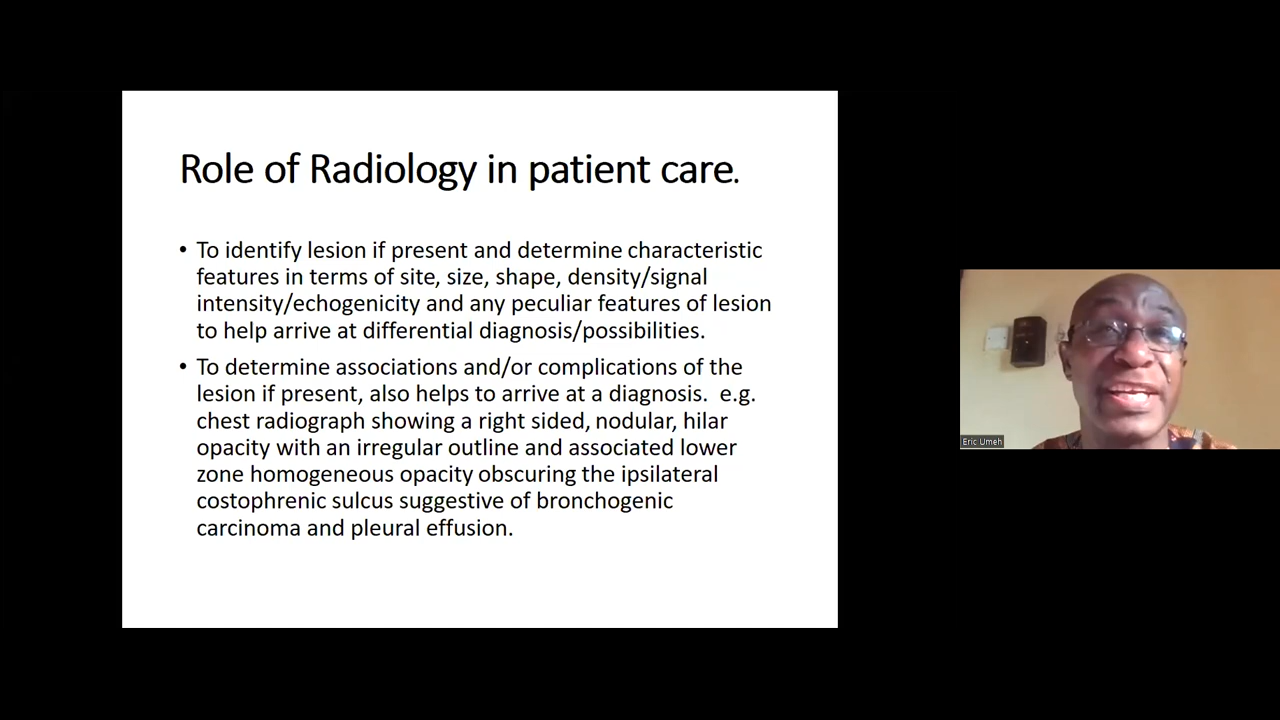 Role of Radiology in patient care.
• To identify lesion if present and determine characteristic
features in terms of site, size, shape, density/signal
intensity/echogenicity and any peculiar features of lesion
to help arrive at differential diagnosis/possibilities.
• To determine associations and/or complications of the
lesion if present, also helps to arrive at a diagnosis.  e.g.
chest radiograph showing a right sided, nodular, hilar
opacity with an irregular outline and associated lower
zone homogeneous opacity obscuring the ipsilateral
costophrenic sulcus suggestive of bronchogenic
carcinoma and pleural effusion.
Eric Umeh